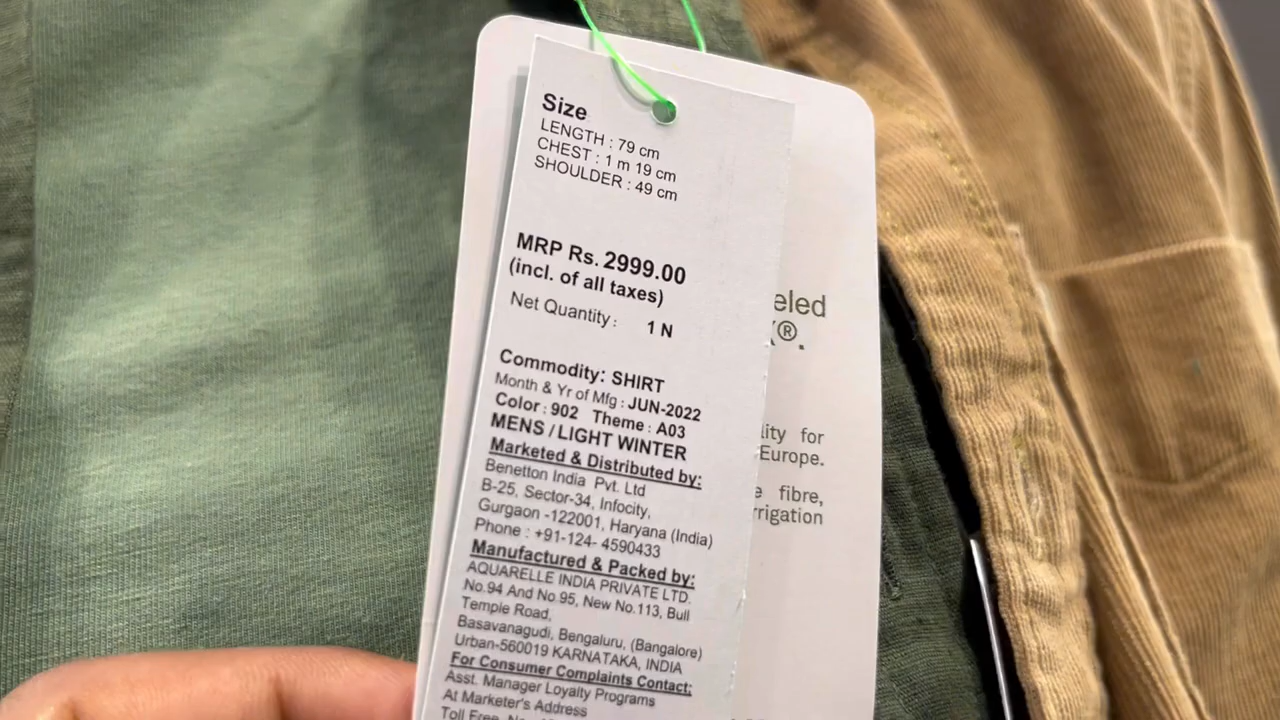 Size
LENGTH : 79 cm
CHEST : 1 m 19 cm
SHOULDER : 49 cm
MRP Rs. 2999.00
(incl. of all taxes)
Net Quantity : 1 N
Commodity: SHIRT
Month & Yr of Mfg : JUN-2022
Color : 902 Theme : A03
MENS / LIGHT WINTER
Marketed & Distributed by:
Benetton India Pvt. Ltd
B-25, Sector-34, Infocity,
Gurgaon -122001, Haryana (India)
Phone : +91-124- 4590433
Manufactured & Packed by:
AQUARELLE INDIA PRIVATE LTD.
No.94 And No 95, New No.113, Bull
Temple Road,
Basavanagudi, Bengaluru, (Bangalore)
Urban-560019 KARNATAKA, INDIA
For Consumer Complaints Contact:
Asst. Manager Loyalty Programs
At Marketer's Address
Toll Free
eled
®.
lity for
Europe.
e fibre,
rrigation